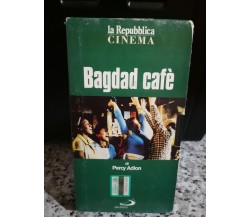 la Repubblica
CINEMA
Bagdad cafè
di
Percy Adlon